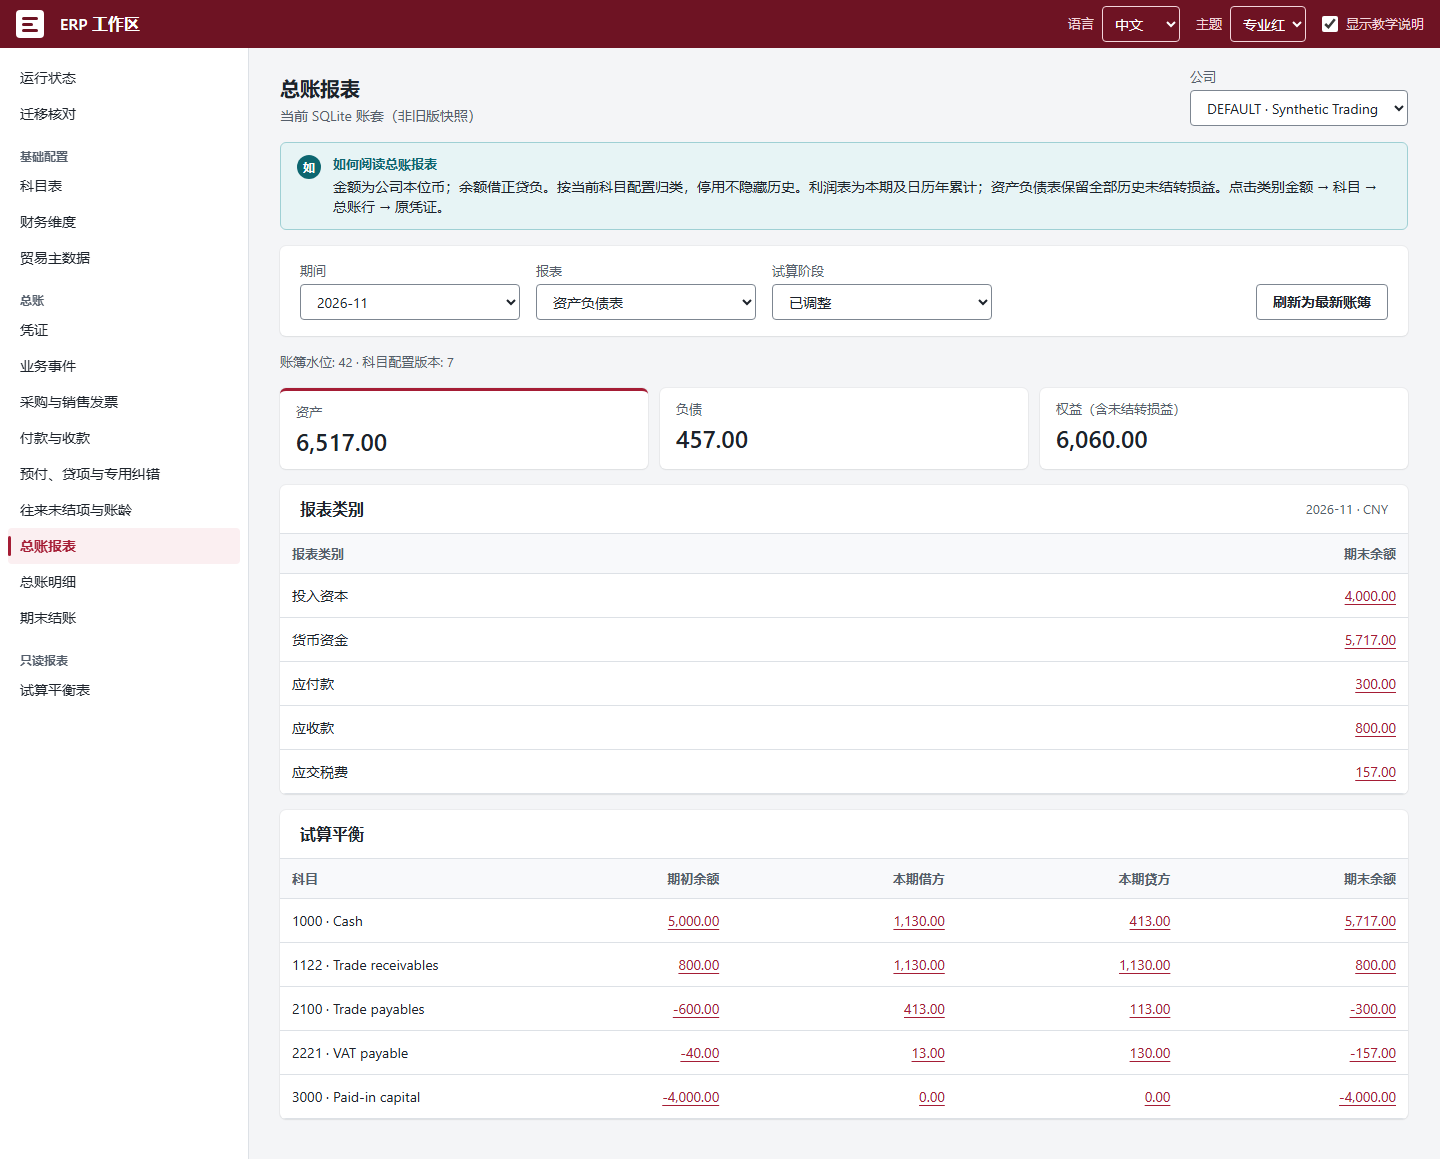 ERP 工作区
语言 中文 主题 专业红 显示教学说明
运行状态
迁移核对
基础配置
科目表
财务维度
贸易主数据
总账
凭证
业务事件
采购与销售发票
付款与收款
预付、贷项与专用纠错
往来未结项与账龄
总账报表
总账明细
期末结账
只读报表
试算平衡表
总账报表
当前 SQLite 账套（非旧版快照）
公司
DEFAULT · Synthetic Trading
如
如何阅读总账报表
金额为公司本位币；余额借正贷负。按当前科目配置归类，停用不隐藏历史。利润表为本期及日历年累计；资产负债表保留全部历史未结转损益。点击类别金额 → 科目 →
总账行 → 原凭证。
期间 报表 试算阶段
2026-11 资产负债表 已调整 刷新为最新账簿
账簿水位: 42 · 科目配置版本: 7
资产 负债 权益（含未结转损益）
6,517.00 457.00 6,060.00
报表类别 2026-11 · CNY
报表类别 期末余额
投入资本 4,000.00
货币资金 5,717.00
应付款 300.00
应收款 800.00
应交税费 157.00
试算平衡
科目 期初余额 本期借方 本期贷方 期末余额
1000 · Cash 5,000.00 1,130.00 413.00 5,717.00
1122 · Trade receivables 800.00 1,130.00 1,130.00 800.00
2100 · Trade payables -600.00 413.00 113.00 -300.00
2221 · VAT payable -40.00 13.00 130.00 -157.00
3000 · Paid-in capital -4,000.00 0.00 0.00 -4,000.00